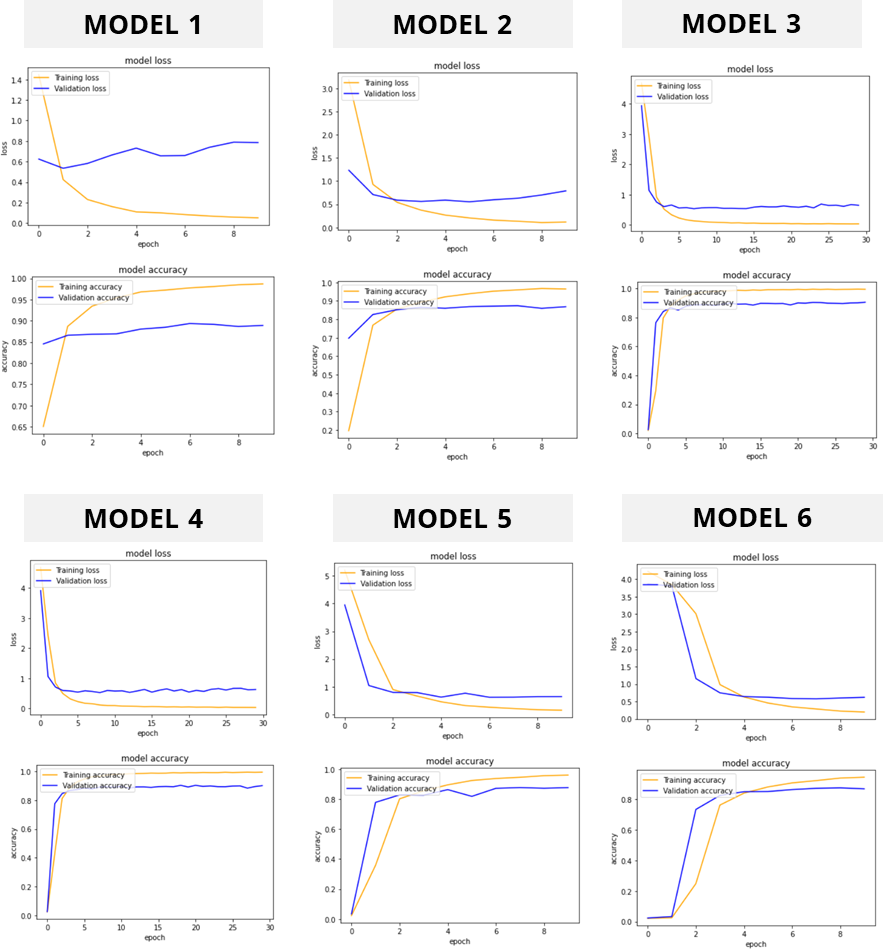 MODEL 1
MODEL 2
MODEL 3
model loss
Training loss
Validation loss
1.4
1.2
1.0
0.8
0.6
0.4
0.2
0.0
loss
0 2 4 6 8
epoch
model loss
Training loss
Validation loss
3.0
2.5
2.0
1.5
1.0
0.5
0.0
loss
0 2 4 6 8
epoch
model loss
Training loss
Validation loss
4
3
2
1
0
loss
0 5 10 15 20 25 30
epoch
model accuracy
Training accuracy
Validation accuracy
1.00
0.95
0.90
0.85
0.80
0.75
0.70
0.65
accuracy
0 2 4 6 8
epoch
model accuracy
Training accuracy
Validation accuracy
1.0
0.9
0.8
0.7
0.6
0.5
0.4
0.3
0.2
accuracy
0 2 4 6 8
epoch
model accuracy
Training accuracy
Validation accuracy
1.0
0.8
0.6
0.4
0.2
0.0
accuracy
0 5 10 15 20 25 30
epoch
MODEL 4
MODEL 5
MODEL 6
model loss
Training loss
Validation loss
4
3
2
1
0
loss
0 5 10 15 20 25 30
epoch
model loss
Training loss
Validation loss
5
4
3
2
1
0
loss
0 2 4 6 8
epoch
model loss
Training loss
Validation loss
4.0
3.5
3.0
2.5
2.0
1.5
1.0
0.5
0.0
loss
0 2 4 6 8
epoch
model accuracy
Training accuracy
Validation accuracy
1.0
0.8
0.6
0.4
0.2
0.0
accuracy
0 5 10 15 20 25 30
epoch
model accuracy
Training accuracy
Validation accuracy
1.0
0.8
0.6
0.4
0.2
0.0
accuracy
0 2 4 6 8
epoch
model accuracy
Training accuracy
Validation accuracy
0.8
0.6
0.4
0.2
0.0
accuracy
0 2 4 6 8
epoch